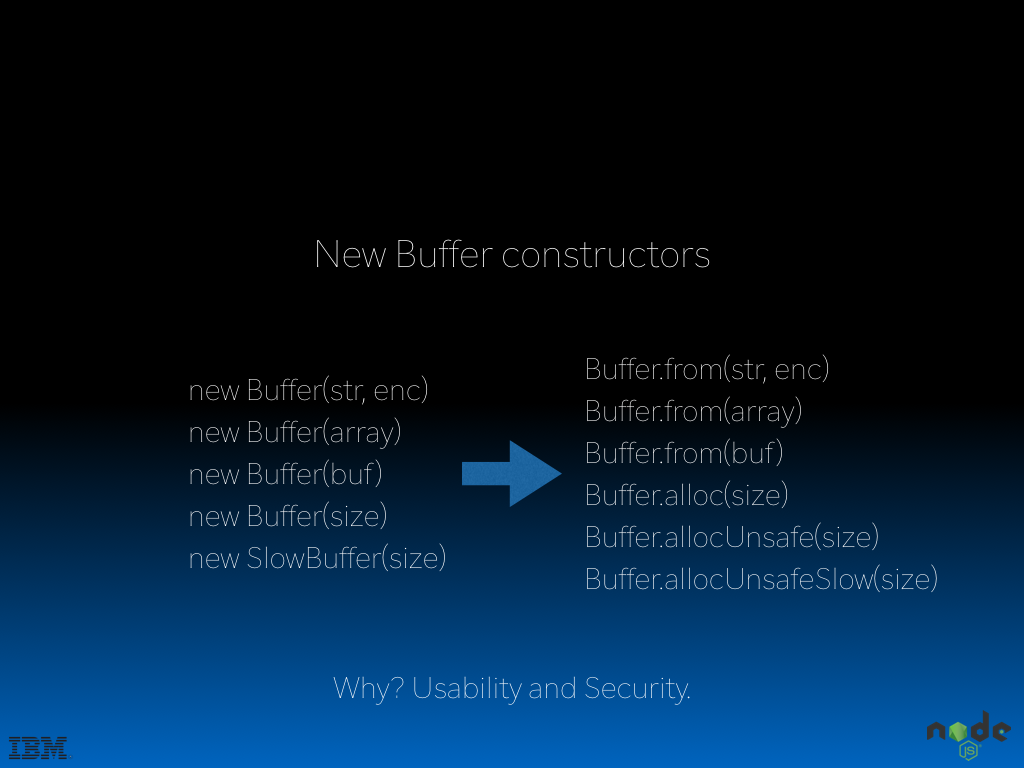 New Buffer constructors
new Buffer(str, enc)
new Buffer(array)
new Buffer(buf)
new Buffer(size)
new SlowBuffer(size)
Buffer.from(str, enc)
Buffer.from(array)
Buffer.from(buf)
Buffer.alloc(size)
Buffer.allocUnsafe(size)
Buffer.allocUnsafeSlow(size)
Why? Usability and Security.
IBM
node
JS